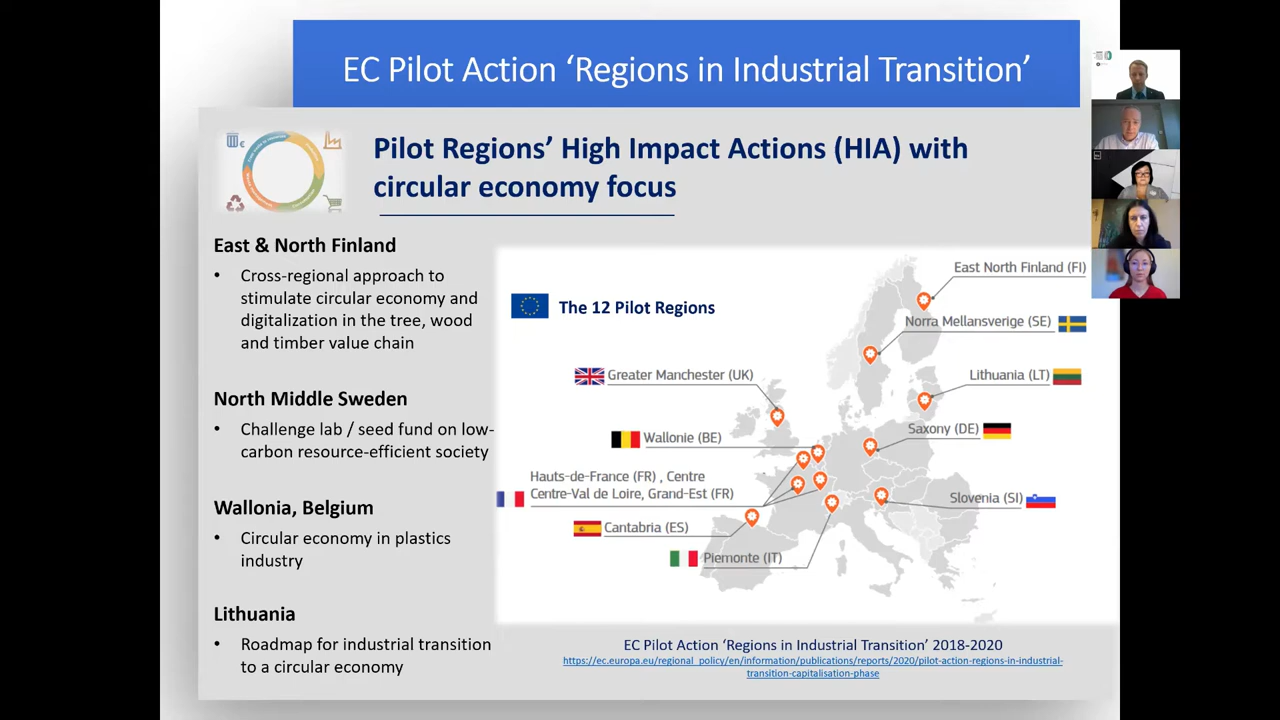 EC Pilot Action ‘Regions in Industrial Transition’
Pilot Regions’ High Impact Actions (HIA) with
circular economy focus
East & North Finland
• Cross-regional approach to
stimulate circular economy and
digitalization in the tree, wood
and timber value chain
North Middle Sweden
• Challenge lab / seed fund on low-
carbon resource-efficient society
Wallonia, Belgium
• Circular economy in plastics
industry
Lithuania
• Roadmap for industrial transition
to a circular economy
The 12 Pilot Regions
East North Finland (FI)
Norra Mellansverige (SE)
Greater Manchester (UK)
Lithuania (LT)
Saxony (DE)
Wallonie (BE)
Hauts-de-France (FR) , Centre
Centre-Val de Loire, Grand-Est (FR)
Slovenia (SI)
Cantabria (ES)
Piemonte (IT)
EC Pilot Action ‘Regions in Industrial Transition’ 2018-2020
https://ec.europa.eu/regional_policy/en/information/publications/reports/2020/pilot-action-regions-in-industrial-
transition-capitalisation-phase